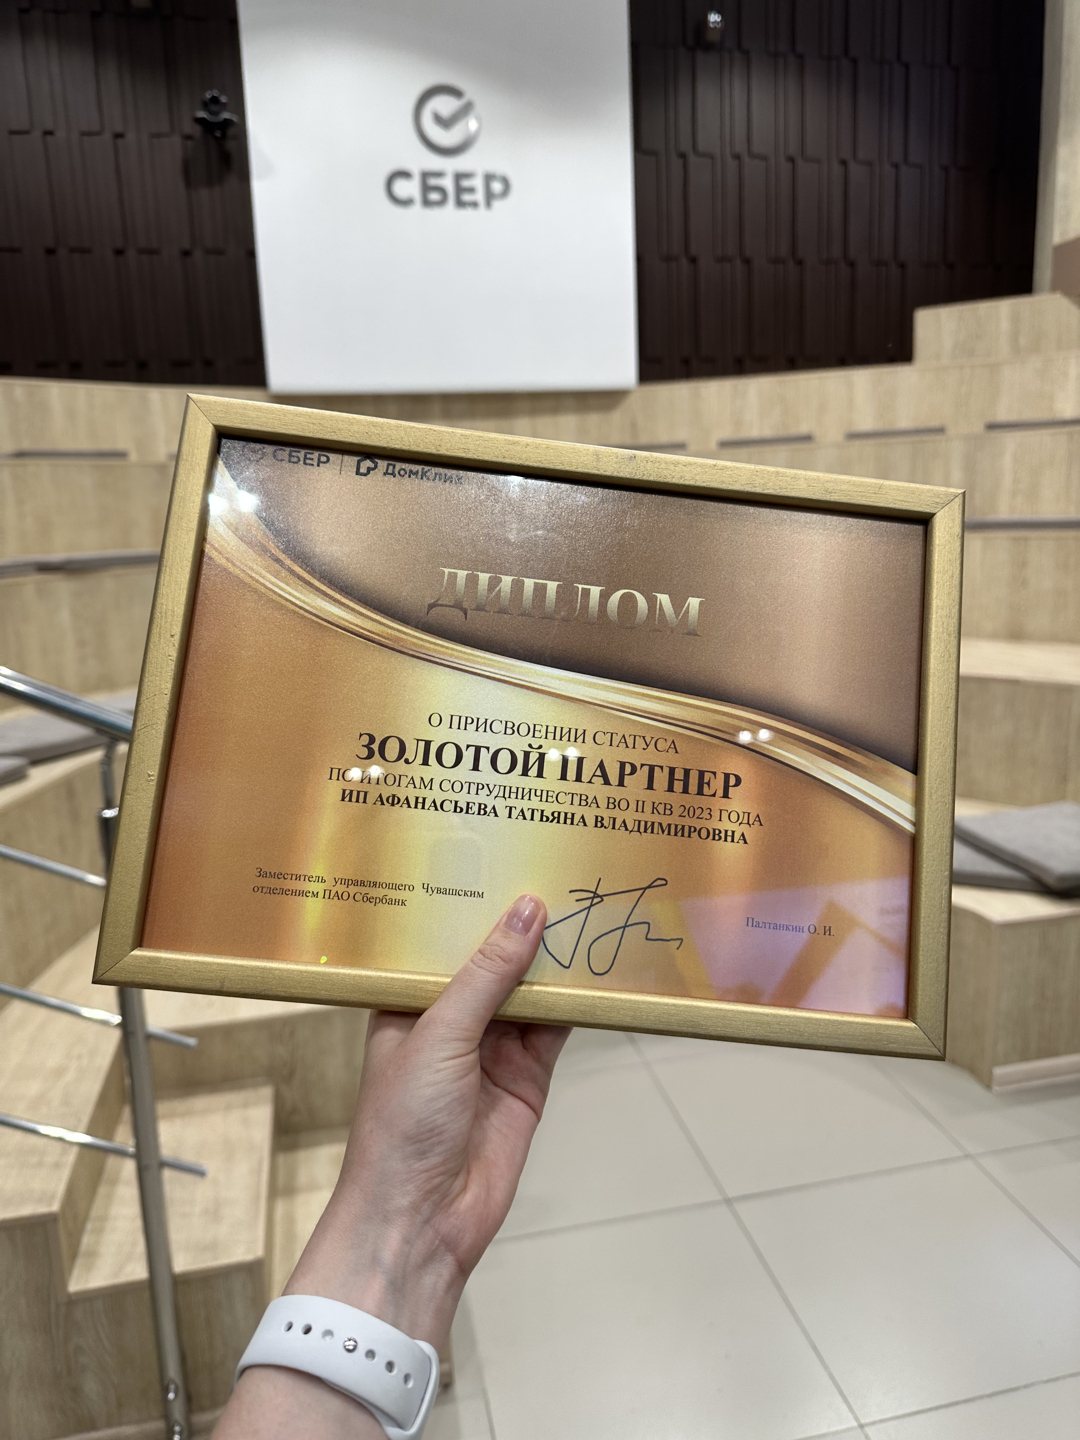 СБЕР
СБЕР ДомКлик
ДИПЛОМ
О ПРИСВОЕНИИ СТАТУСА
ЗОЛОТОЙ ПАРТНЕР
ПО ИТОГАМ СОТРУДНИЧЕСТВА ВО II КВ 2023 ГОДА
ИП АФАНАСЬЕВА ТАТЬЯНА ВЛАДИМИРОВНА
Заместитель управляющего Чувашским
отделением ПАО Сбербанк
Палтанкин О. И.